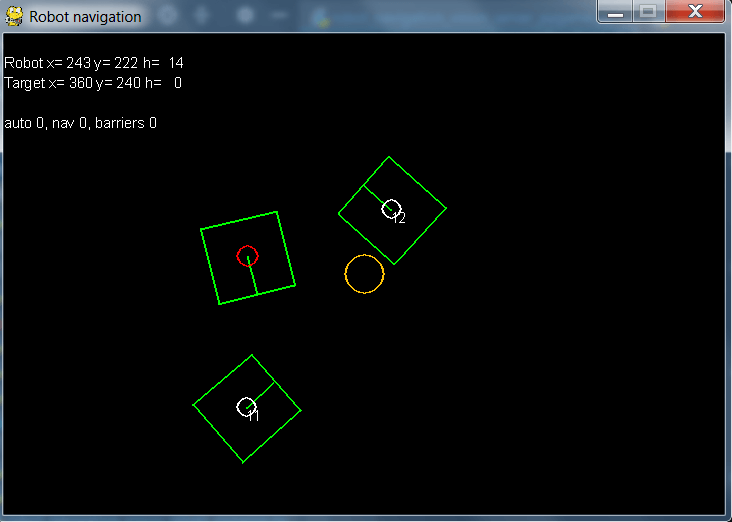 Robot navigation
Robot x= 243 y= 222 h= 14
Target x= 360 y= 240 h= 0
auto 0, nav 0, barriers 0
12
11